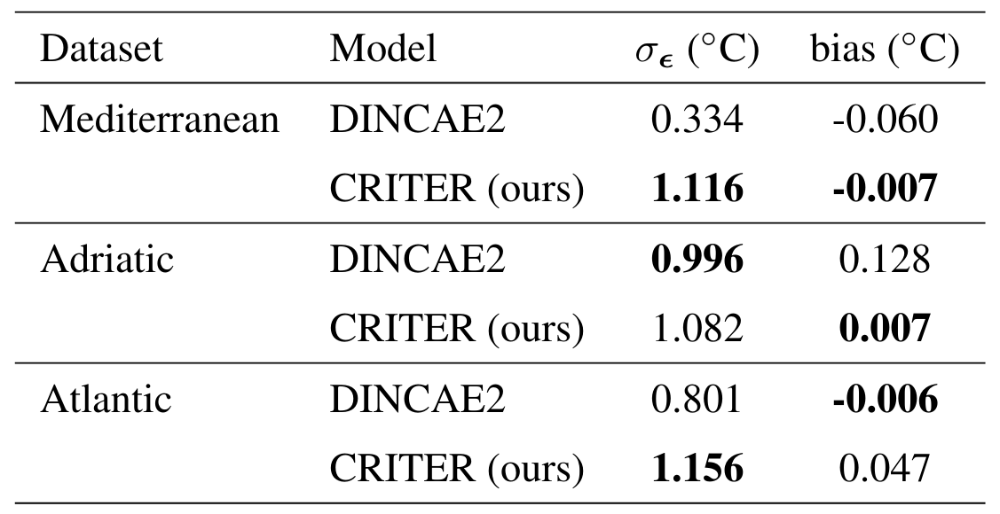 Dataset Model σϵ (°C) bias (°C)
Mediterranean DINCAE2 0.334 -0.060
CRITER (ours) 1.116 -0.007
Adriatic DINCAE2 0.996 0.128
CRITER (ours) 1.082 0.007
Atlantic DINCAE2 0.801 -0.006
CRITER (ours) 1.156 0.047